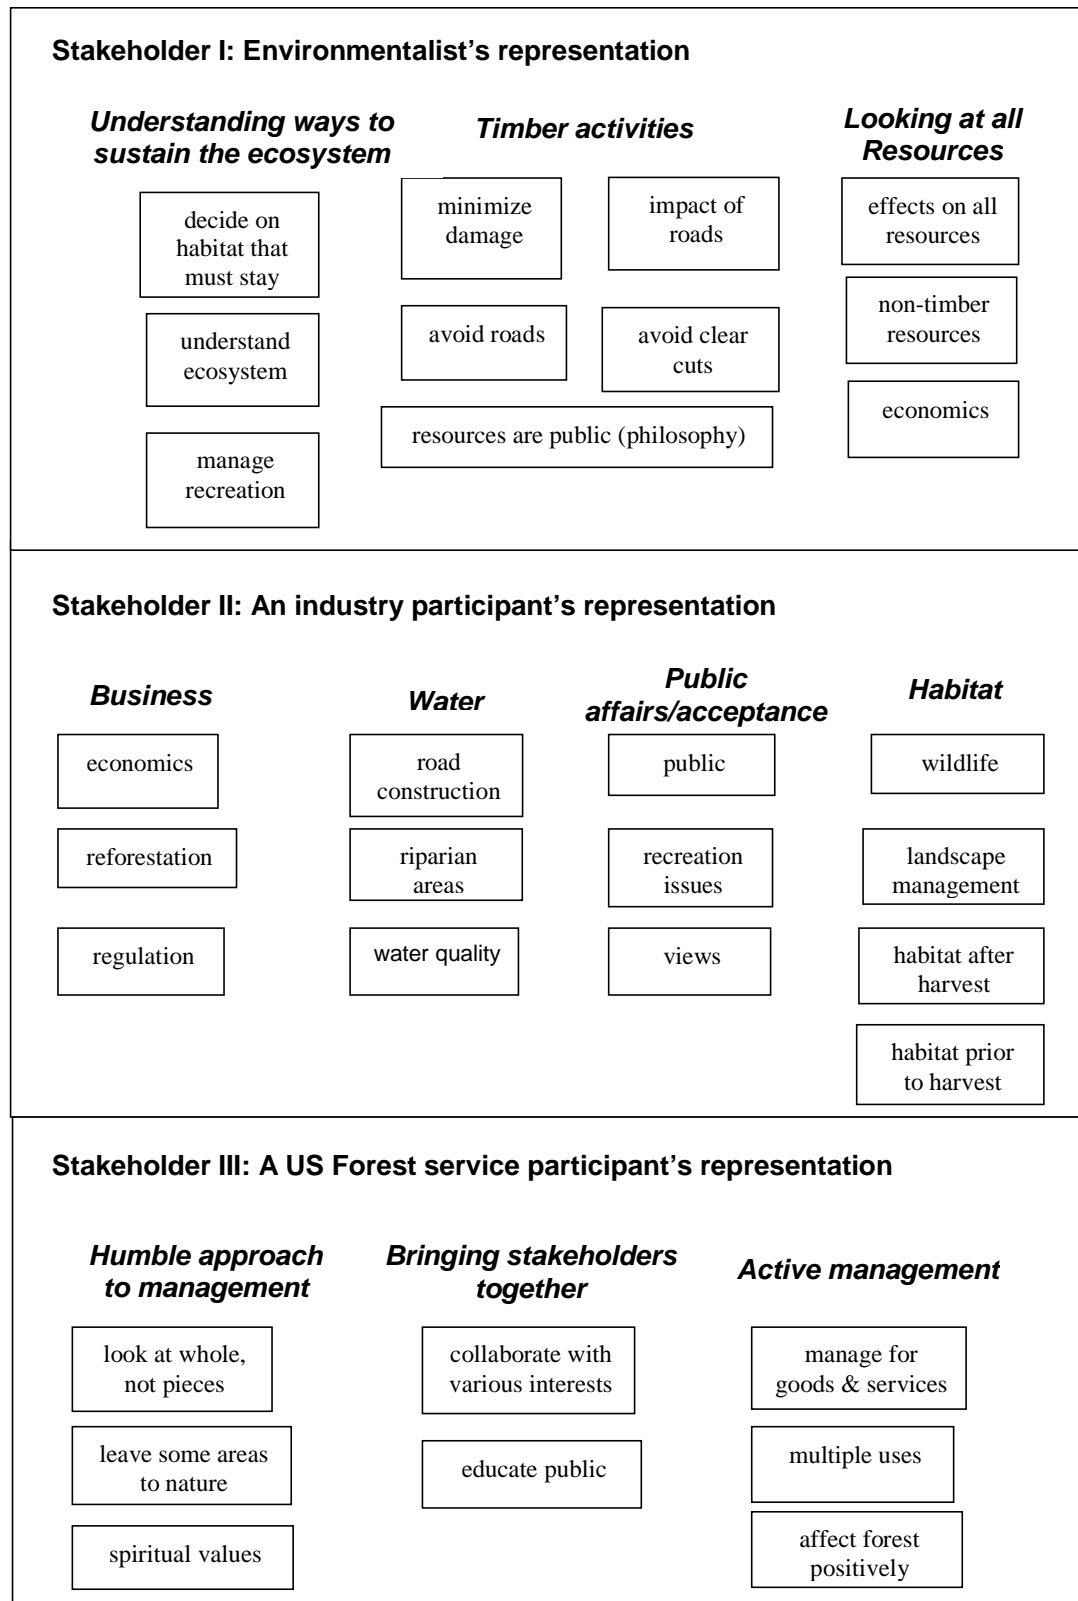 Stakeholder I: Environmentalist's representation
Understanding ways to
sustain the ecosystem
decide on
habitat that
must stay
understand
ecosystem
manage
recreation
Timber activities
minimize
damage
impact of
roads
avoid roads
avoid clear
cuts
resources are public (philosophy)
Looking at all
Resources
effects on all
resources
non-timber
resources
economics
Stakeholder II: An industry participant's representation
Business
economics
reforestation
regulation
Water
road
construction
riparian
areas
water quality
Public
affairs/acceptance
public
recreation
issues
views
Habitat
wildlife
landscape
management
habitat after
harvest
habitat prior
to harvest
Stakeholder III: A US Forest service participant's representation
Humble approach
to management
look at whole,
not pieces
leave some areas
to nature
spiritual values
Bringing stakeholders
together
collaborate with
various interests
educate public
Active management
manage for
goods & services
multiple uses
affect forest
positively